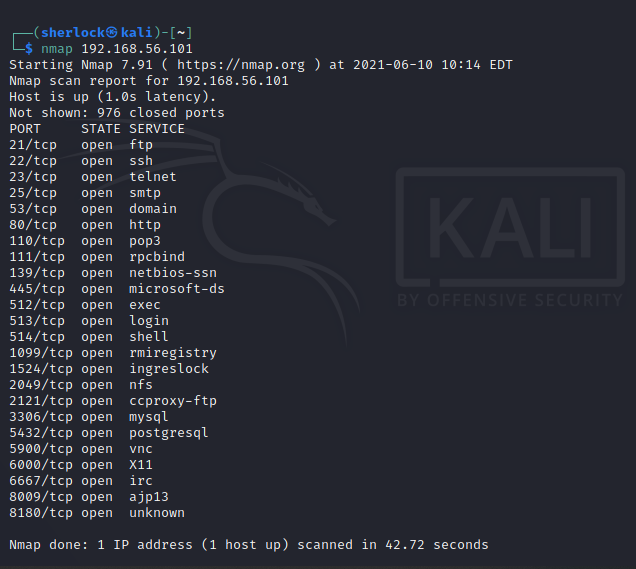 (sherlock㉿kali)-[~]
$ nmap 192.168.56.101
Starting Nmap 7.91 ( https://nmap.org ) at 2021-06-10 10:14 EDT
Nmap scan report for 192.168.56.101
Host is up (1.0s latency).
Not shown: 976 closed ports
PORT     STATE SERVICE
21/tcp   open  ftp
22/tcp   open  ssh
23/tcp   open  telnet
25/tcp   open  smtp
53/tcp   open  domain
80/tcp   open  http
110/tcp  open  pop3
111/tcp  open  rpcbind
139/tcp  open  netbios-ssn
445/tcp  open  microsoft-ds
512/tcp  open  exec
513/tcp  open  login
514/tcp  open  shell
1099/tcp open  rmiregistry
1524/tcp open  ingreslock
2049/tcp open  nfs
2121/tcp open  ccproxy-ftp
3306/tcp open  mysql
5432/tcp open  postgresql
5900/tcp open  vnc
6000/tcp open  X11
6667/tcp open  irc
8009/tcp open  ajp13
8180/tcp open  unknown
Nmap done: 1 IP address (1 host up) scanned in 42.72 seconds
KALI
BY OFFENSIVE SECURITY